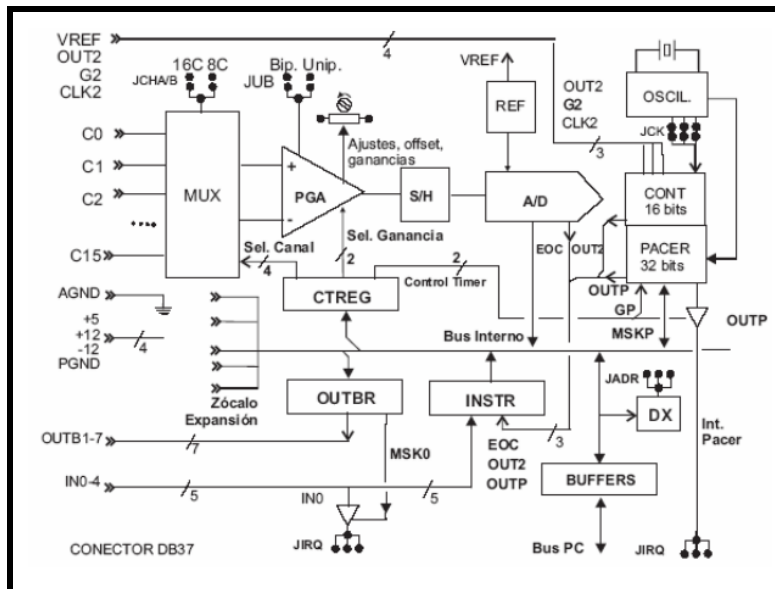 VREF
OUT2
G2
CLK2
16C 8C
JCHA/B
Bip. Unip.
JUB
4
VREF
REF
OUT2
G2
CLK2
3
OSCIL.
JCK
C0
C1
C2
....
C15
MUX
+
-
PGA
Ajustes, offset,
ganancias
S/H
A/D
CONT
16 bits
PACER
32 bits
Sel. Canal
4
Sel. Ganancia
2
2
Control Timer
EOC
OUT2
OUTP
GP
MSKP
OUTP
CTREG
AGND
+5
+12
-12
PGND
4
Zócalo
Expansión
Bus Interno
OUTBR
INSTR
JADR
DX
Int.
Pacer
OUTB1-7
7
MSK0
3
EOC
OUT2
OUTP
BUFFERS
IN0-4
5
IN0
5
JIRQ
Bus PC
JIRQ
CONECTOR DB37